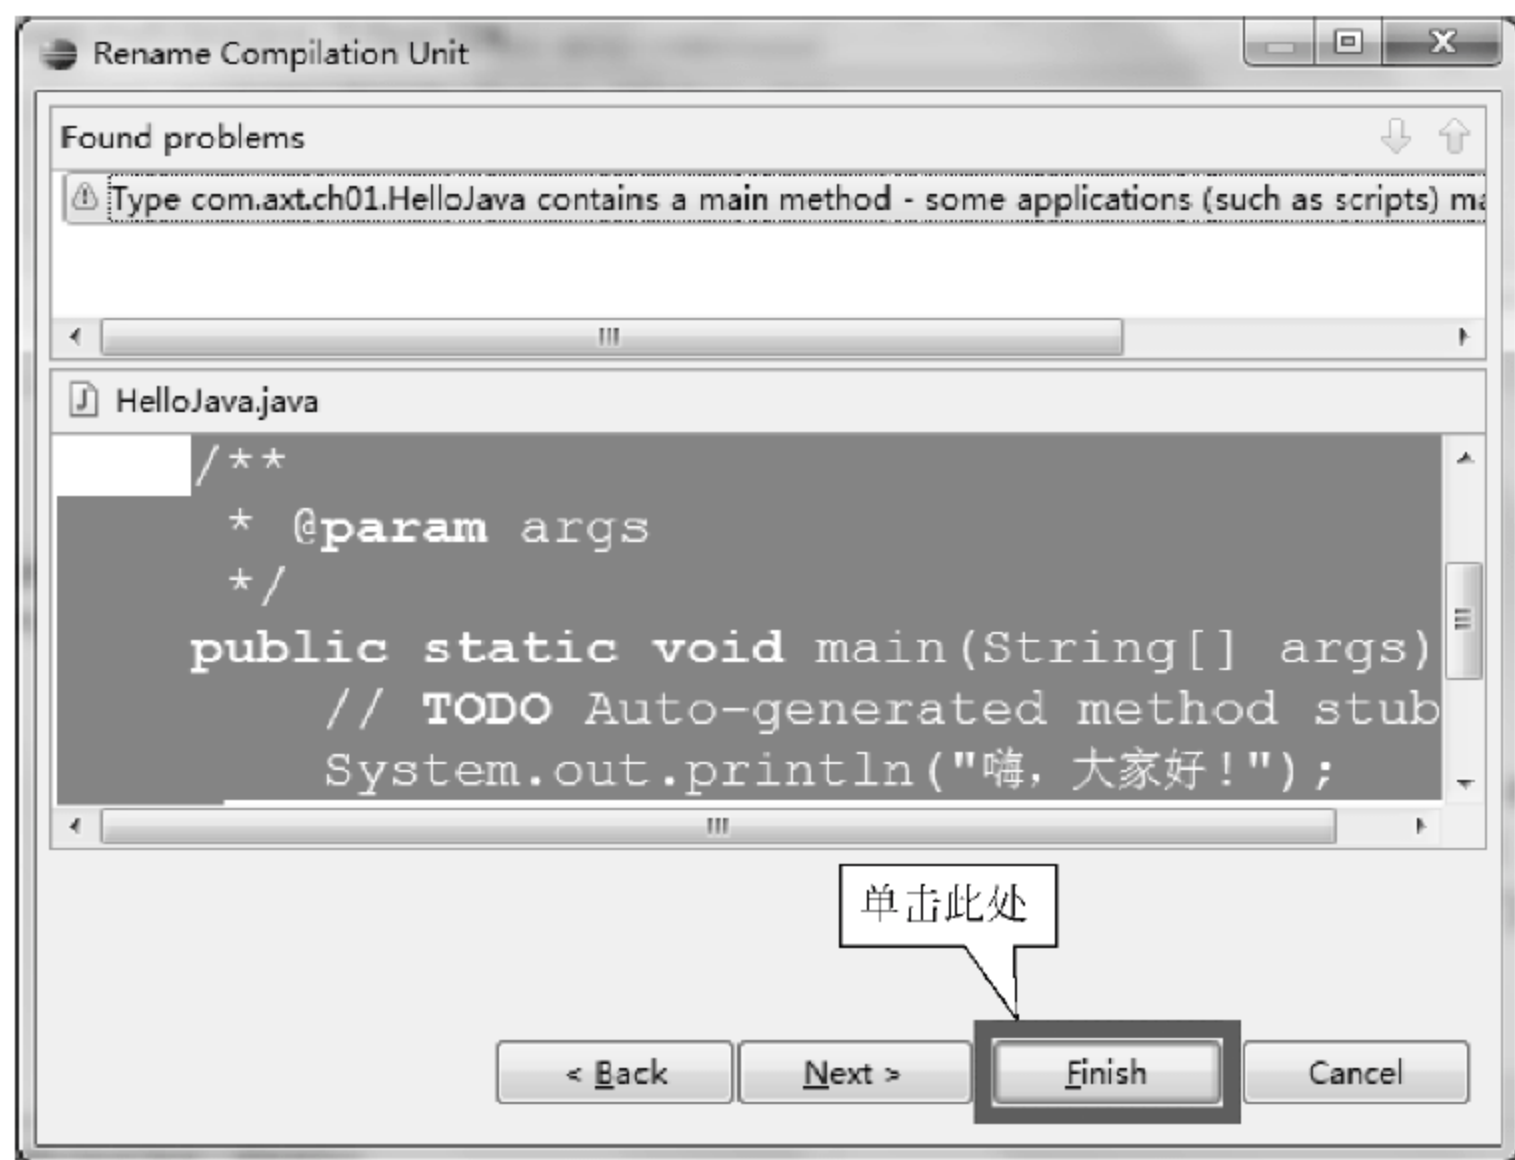 Rename Compilation Unit
Found problems
Type com.axt.ch01.HelloJava contains a main method - some applications (such as scripts)
HelloJava.java
/**
* @param args
*/
public static void main(String[] args)
// TODO Auto-generated method stub
System.out.println("嗨，大家好！");
单击此处
< Back Next > Finish Cancel